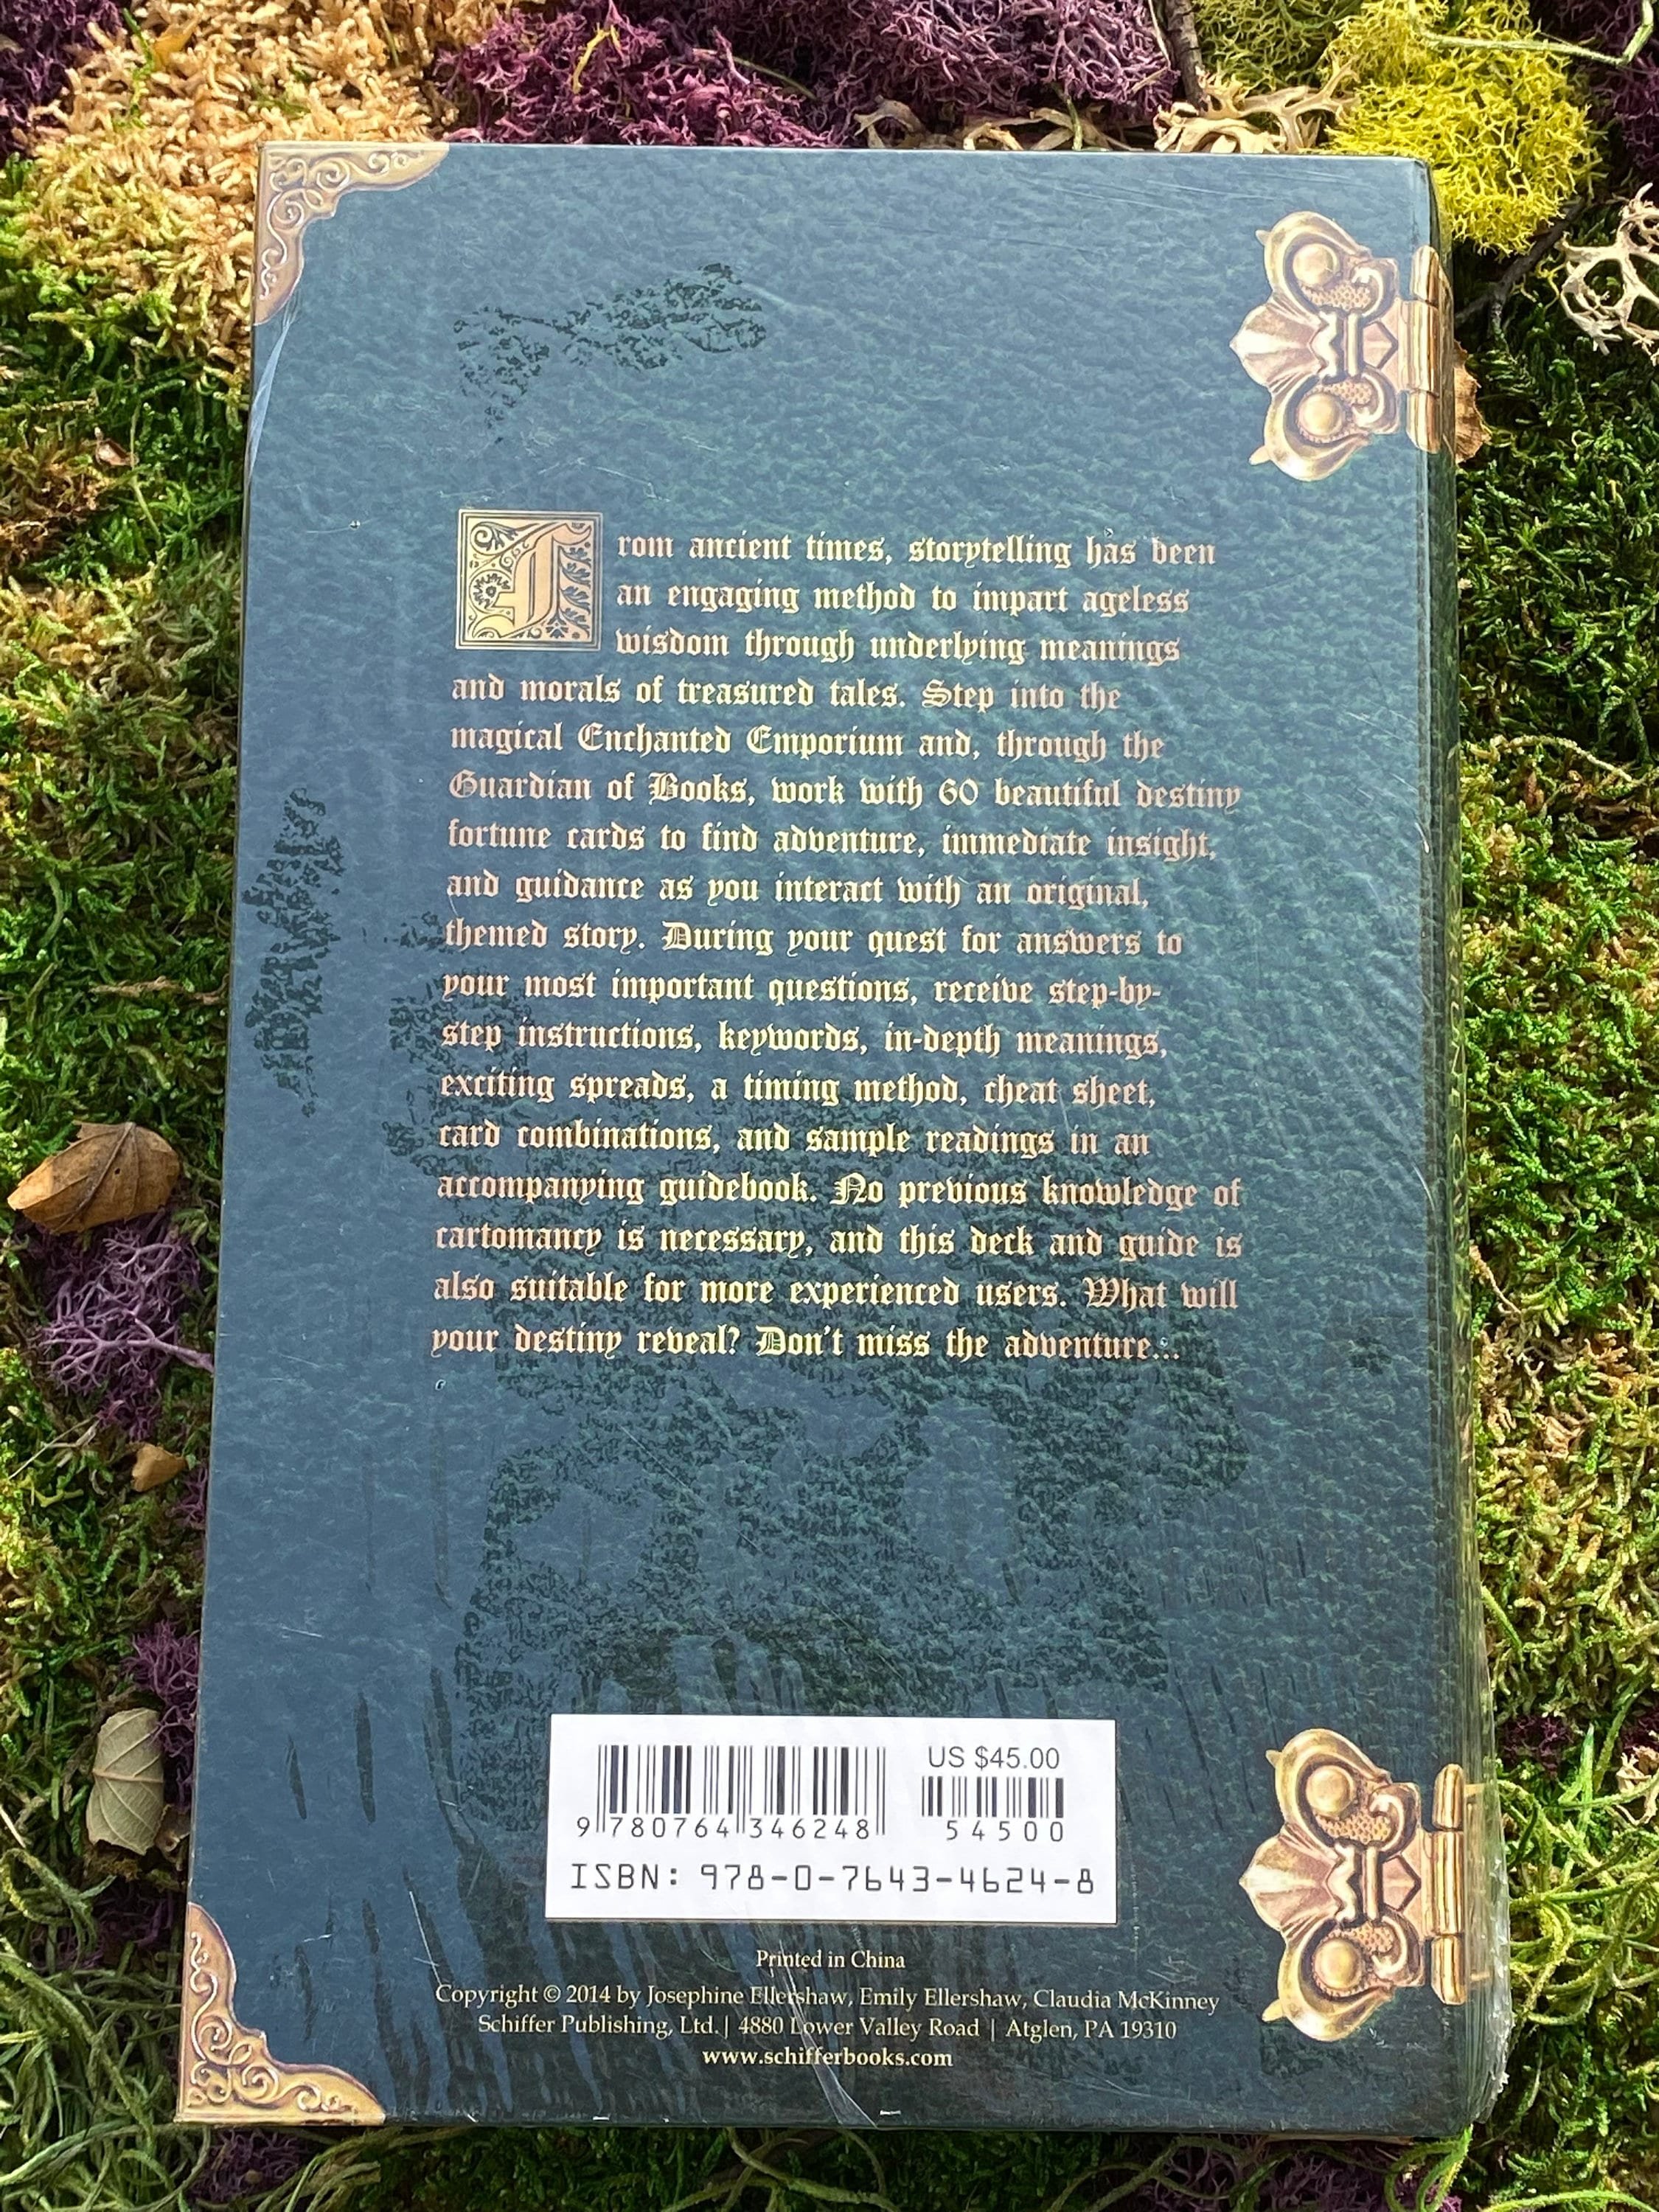 From ancient times, storytelling has been
an engaging method to impart ageless
wisdom through underlying meanings
and morals of treasured tales. Step into the
magical Enchanted Emporium and, through the
Guardian of Books, work with 60 beautiful destiny
fortune cards to find adventure, immediate insight,
and guidance as you interact with an original,
themed story. During your quest for answers to
your most important questions, receive step-by-
step instructions, keywords, in-depth meanings,
exciting spreads, a timing method, cheat sheet,
card combinations, and sample readings in an
accompanying guidebook. No previous knowledge of
cartomancy is necessary, and this deck and guide is
also suitable for more experienced users. What will
your destiny reveal? Don't miss the adventure...
US $45.00
9 780764 346248
54500
ISBN: 978-0-7643-4624-8
Printed in China
Copyright © 2014 by Josephine Ellershaw, Emily Ellershaw, Claudia McKinney
Schiffer Publishing, Ltd. | 4880 Lower Valley Road | Atglen, PA 19310
www.schifferbooks.com